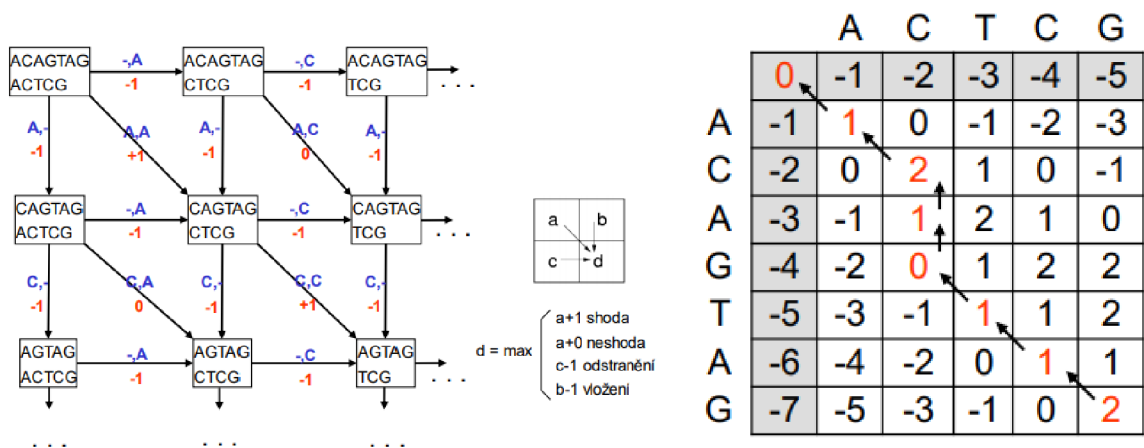 ACAGTAG -,A ACAGTAG -,C ACAGTAG
ACTCG -1 CTCG -1 TCG . . .
A,- A,A A,- A,C A,-
-1 +1 -1 0 -1
CAGTAG -,A CAGTAG -,C CAGTAG
ACTCG -1 CTCG -1 TCG . . .
C,- C,A C,- C,C C,-
-1 0 -1 +1 -1
AGTAG -,A AGTAG -,C AGTAG
ACTCG -1 CTCG -1 TCG . . .
. . . . . . . . .
a b
c d
d = max
a+1 shoda
a+0 neshoda
c-1 odstranění
b-1 vložení
A C T C G
0 -1 -2 -3 -4 -5
A -1 1 0 -1 -2 -3
C -2 0 2 1 0 -1
A -3 -1 1 2 1 0
G -4 -2 0 1 2 2
T -5 -3 -1 1 1 2
A -6 -4 -2 0 1 1
G -7 -5 -3 -1 0 2